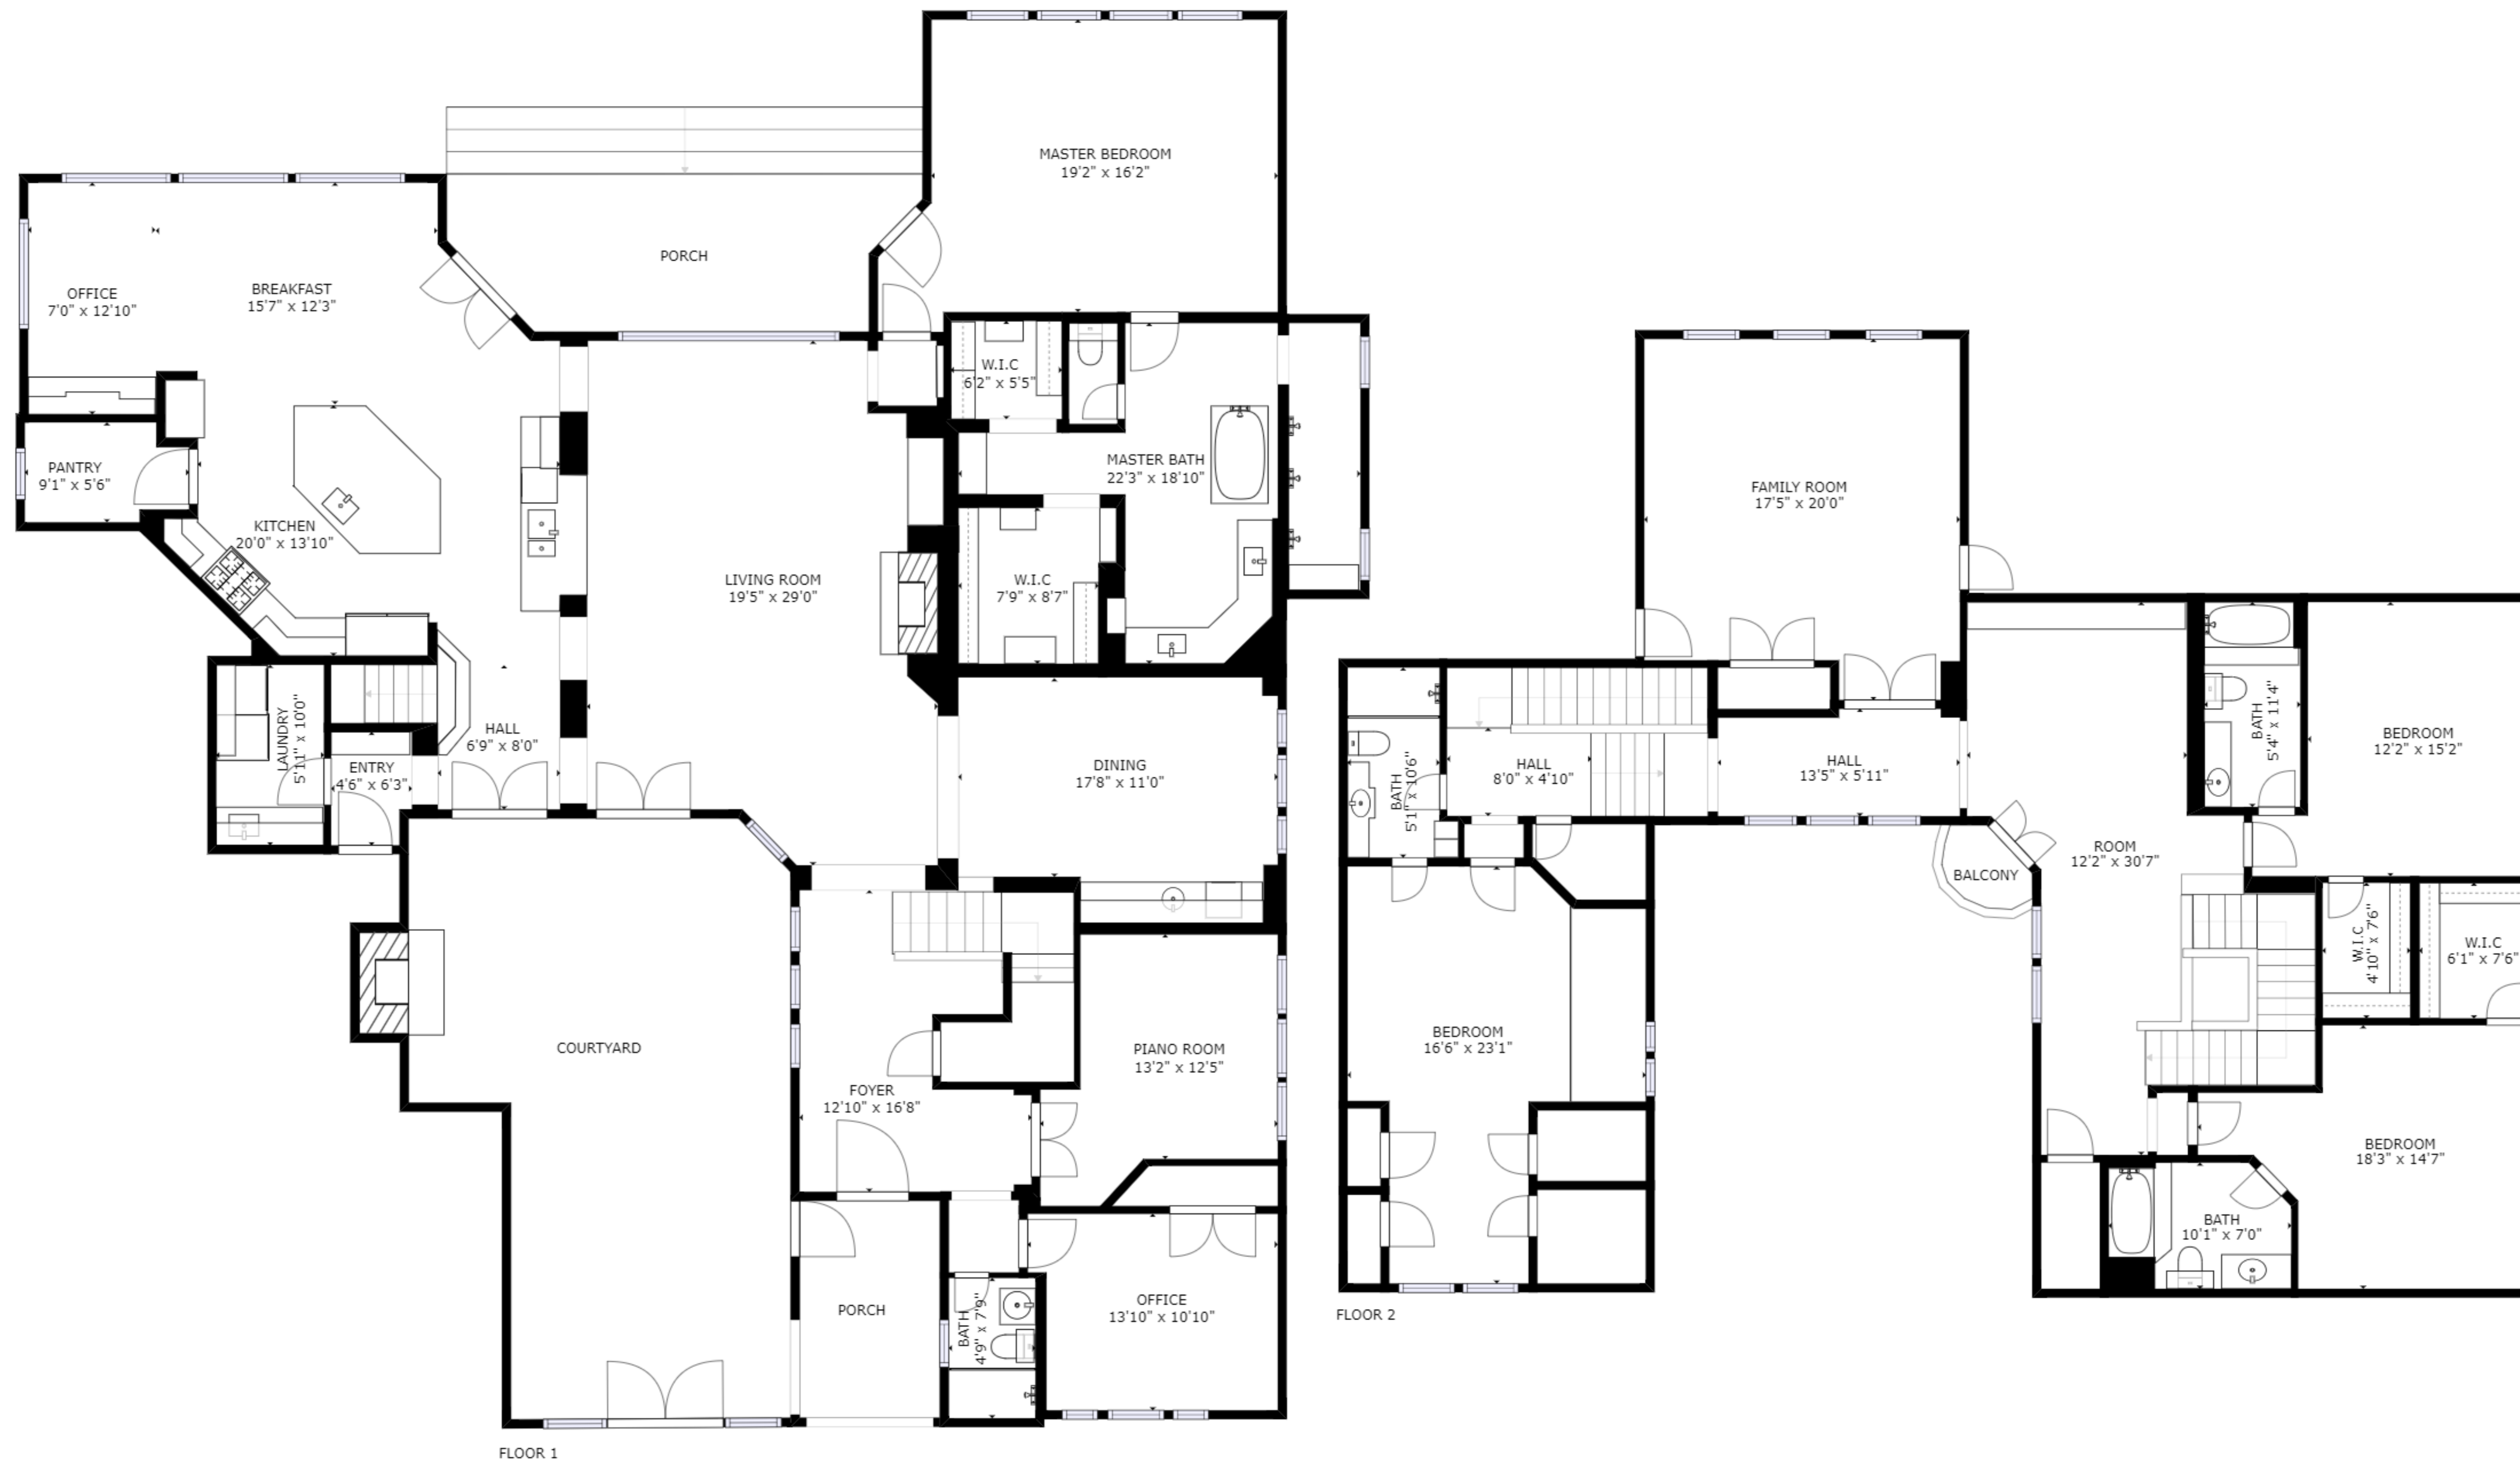 MASTER BEDROOM
19'2" x 16'2"
PORCH
OFFICE
7'0" x 12'10"
BREAKFAST
15'7" x 12'3"
W.I.C
6'2" x 5'5"
PANTRY
9'1" x 5'6"
MASTER BATH
22'3" x 18'10"
KITCHEN
20'0" x 13'10"
LIVING ROOM
19'5" x 29'0"
W.I.C
7'9" x 8'7"
LAUNDRY
5'11" x 10'0"
HALL
6'9" x 8'0"
ENTRY
4'6" x 6'3"
DINING
17'8" x 11'0"
COURTYARD
PIANO ROOM
13'2" x 12'5"
FOYER
12'10" x 16'8"
PORCH
BATH
4'9" x 7'9"
OFFICE
13'10" x 10'10"
FLOOR 1
FAMILY ROOM
17'5" x 20'0"
BATH
5'4" x 11'4"
BEDROOM
12'2" x 15'2"
BATH
5'1" x 10'6"
HALL
8'0" x 4'10"
HALL
13'5" x 5'11"
ROOM
12'2" x 30'7"
BALCONY
W.I.C
4'10" x 7'6"
W.I.C
6'1" x 7'6"
BEDROOM
16'6" x 23'1"
BEDROOM
18'3" x 14'7"
BATH
10'1" x 7'0"
FLOOR 2